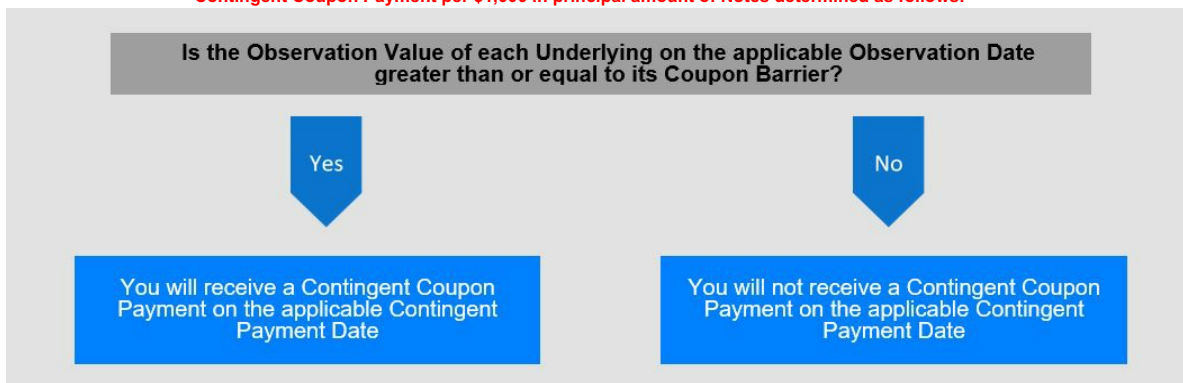 Contingent Coupon Payment per $1,000 in principal amount of Notes determined as follows:
Is the Observation Value of each Underlying on the applicable Observation Date
greater than or equal to its Coupon Barrier?
Yes
No
You will receive a Contingent Coupon
Payment on the applicable Contingent
Payment Date
You will not receive a Contingent Coupon
Payment on the applicable Contingent
Payment Date